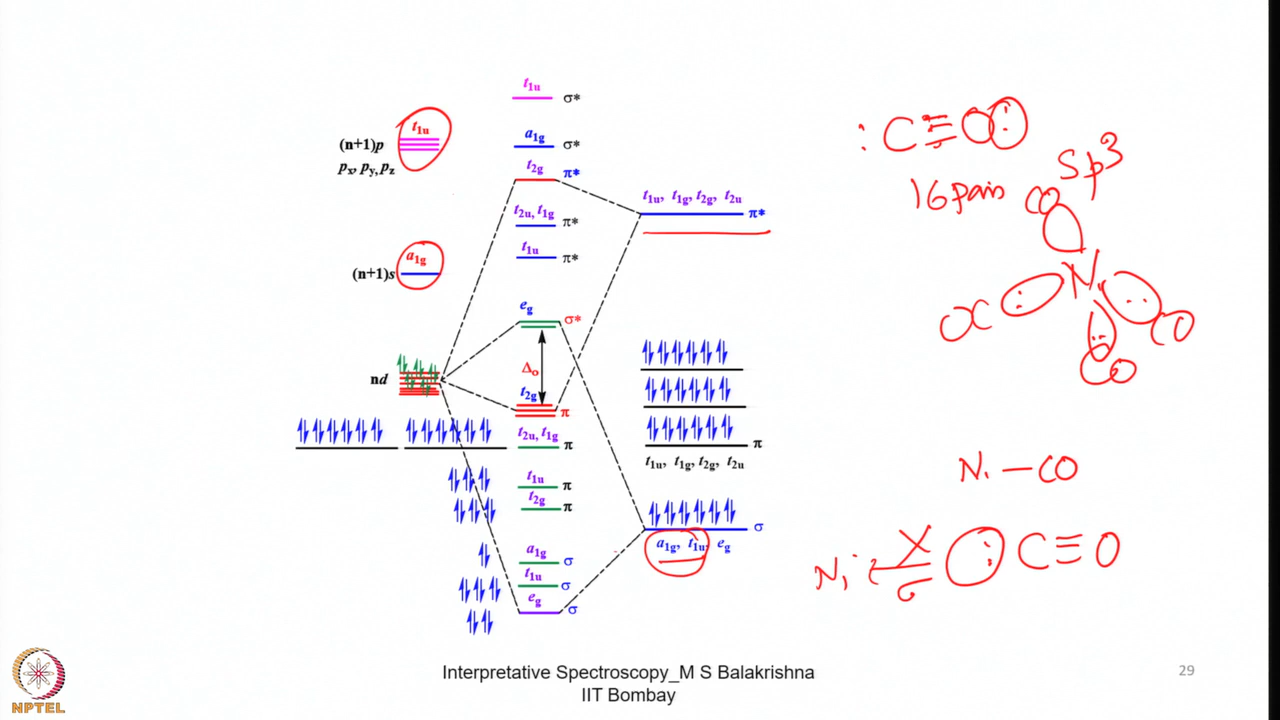 t1u σ*
t1u
(n+1)p
px, py, pz
a1g σ*
t2g π*
t1u, t1g, t2g, t2u
π*
t2u, t1g π*
a1g
(n+1)s
t1u π*
eg σ*
nd
Δo
t2g
π
t2u, t1g π
π
t1u, t1g, t2g, t2u
t1u π
t2g π
σ
a1g, t1u, eg
a1g σ
t1u σ
eg σ
:C≡O:
Sp3
16 pairs
CO
Ni
OC
CO
CO
Ni—CO
Ni ← X : C≡O
σ
Interpretative Spectroscopy_M S Balakrishna
IIT Bombay
29
NPTEL